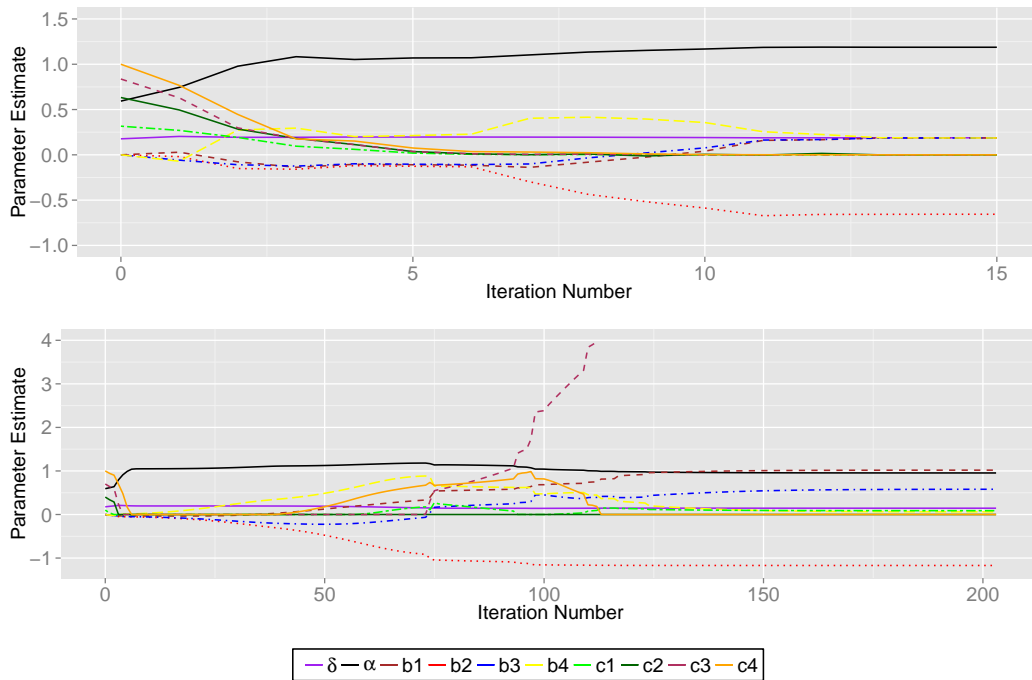 1.5
1.0
0.5
0.0
−0.5
−1.0
Parameter Estimate
0 5 10 15
Iteration Number
4
3
2
1
0
−1
Parameter Estimate
0 50 100 150 200
Iteration Number
δ α b1 b2 b3 b4 c1 c2 c3 c4